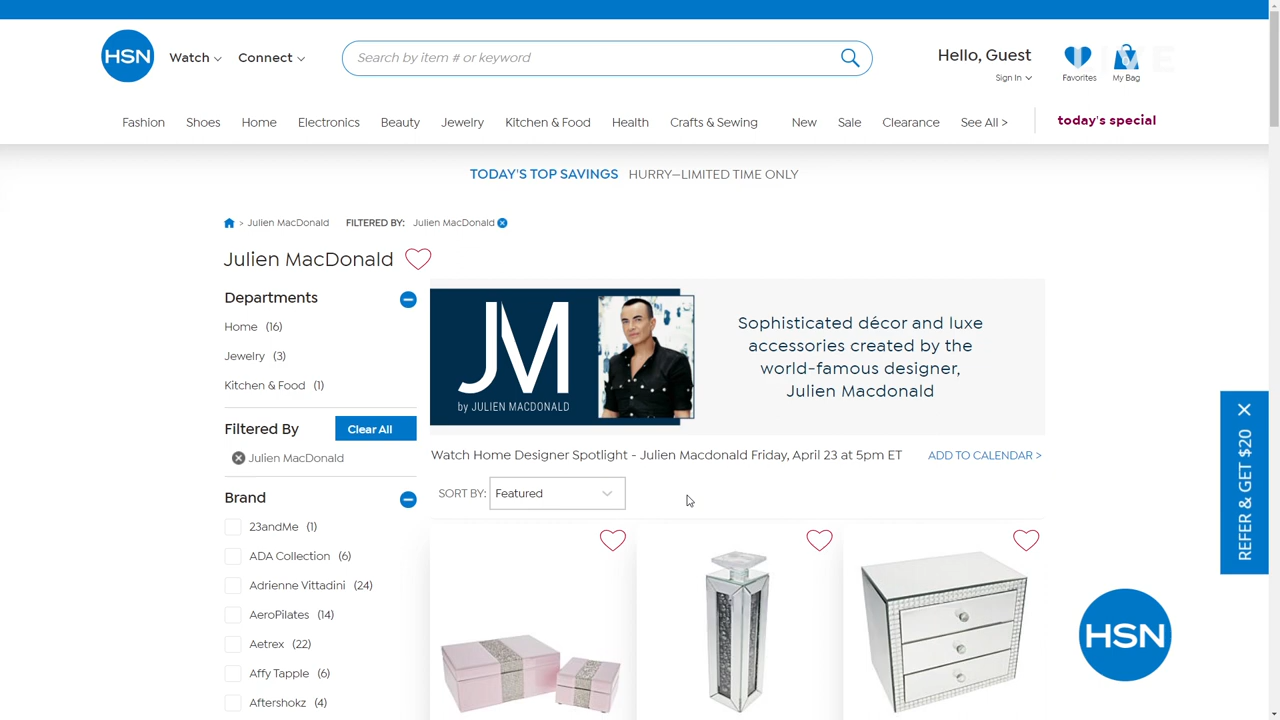 HSN
Watch
Connect
Search by item # or keyword
Hello, Guest
Sign In
Favorites
My Bag
Fashion Shoes Home Electronics Beauty Jewelry Kitchen & Food Health Crafts & Sewing New Sale Clearance See All >
today's special
TODAY'S TOP SAVINGS HURRY—LIMITED TIME ONLY
> Julien MacDonald FILTERED BY: Julien MacDonald
Julien MacDonald
Departments
Home (16)
Jewelry (3)
Kitchen & Food (1)
Filtered By
Clear All
Julien MacDonald
Brand
23andMe (1)
ADA Collection (6)
Adrienne Vittadini (24)
AeroPilates (14)
Aetrex (22)
Affy Tapple (6)
Aftershokz (4)
JM
by JULIEN MACDONALD
Sophisticated décor and luxe
accessories created by the
world-famous designer,
Julien Macdonald
Watch Home Designer Spotlight - Julien Macdonald Friday, April 23 at 5pm ET
ADD TO CALENDAR >
SORT BY: Featured
REFER & GET $20
HSN